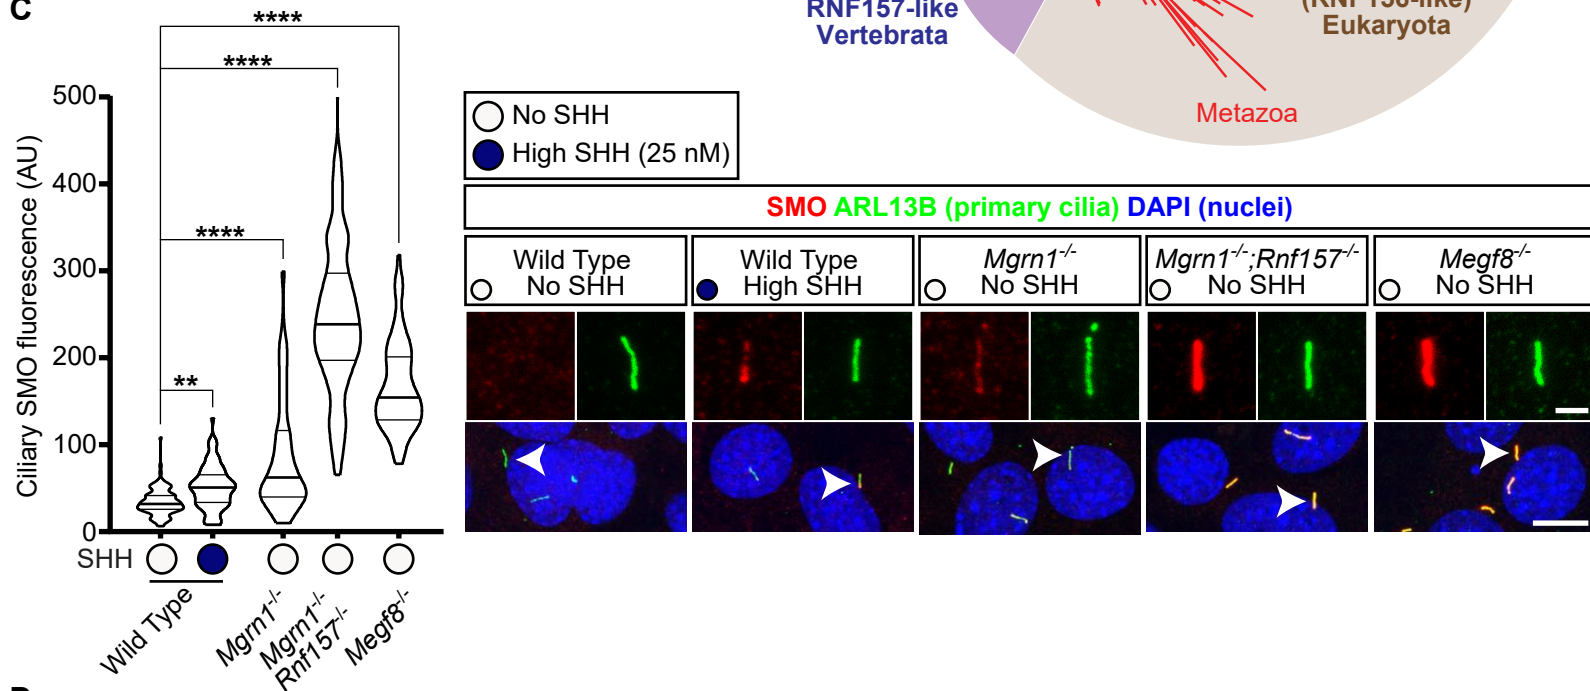 C
RNF157-like
Vertebrata
Eukaryota
Metazoa
****
****
****
**
500
400
300
200
100
0
Ciliary SMO fluorescence (AU)
SHH
Wild Type
Mgrn1-/-
Mgrn1-/-
Rnf157-/-
Megf8-/-
No SHH
High SHH (25 nM)
SMO ARL13B (primary cilia) DAPI (nuclei)
Wild Type
No SHH
Wild Type
High SHH
Mgrn1-/-
No SHH
Mgrn1-/-;Rnf157-/-
No SHH
Megf8-/-
No SHH